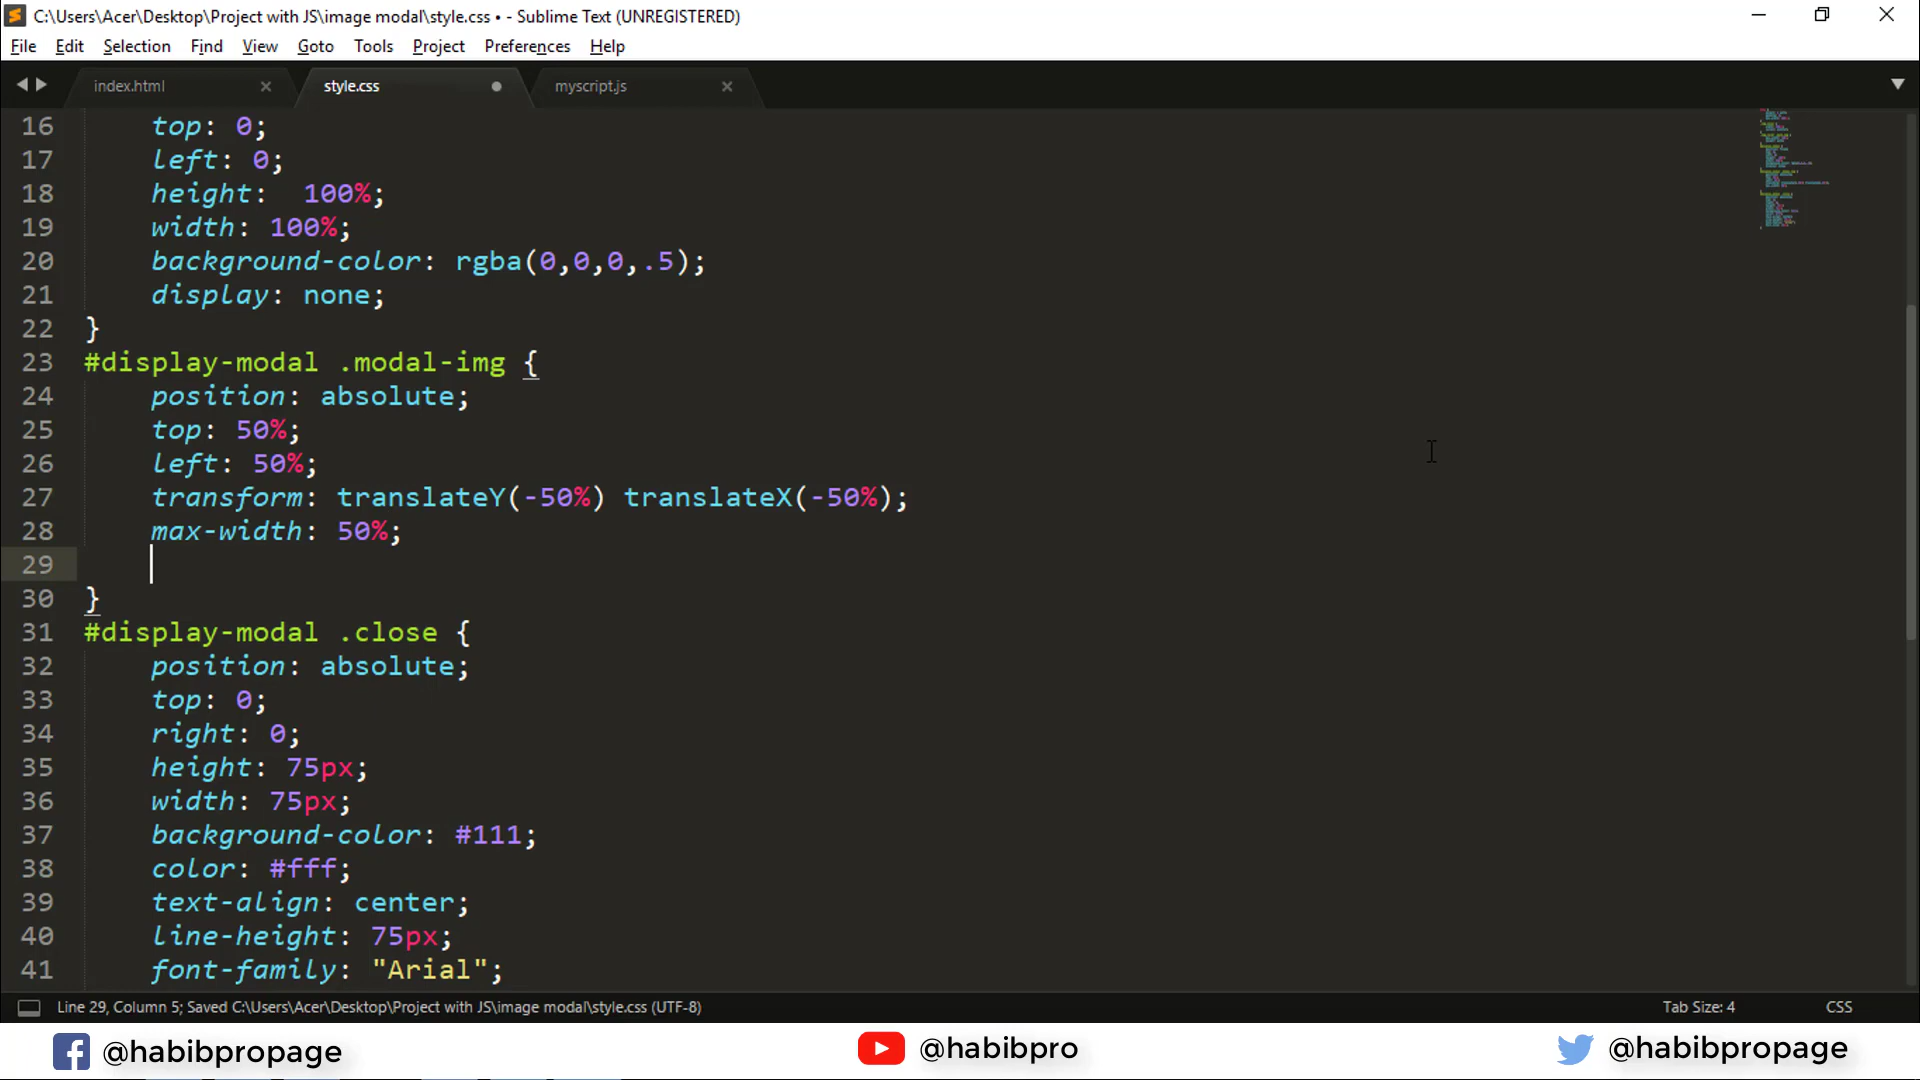 C:\Users\Acer\Desktop\Project with JS\image modal\style.css • - Sublime Text (UNREGISTERED)
File Edit Selection Find View Goto Tools Project Preferences Help
index.html style.css myscript.js
16 top: 0;
17 left: 0;
18 height:  100%;
19 width: 100%;
20 background-color: rgba(0,0,0,.5);
21 display: none;
22 }
23 #display-modal .modal-img {
24 position: absolute;
25 top: 50%;
26 left: 50%;
27 transform: translateY(-50%) translateX(-50%);
28 max-width: 50%;
29
30 }
31 #display-modal .close {
32 position: absolute;
33 top: 0;
34 right: 0;
35 height: 75px;
36 width: 75px;
37 background-color: #111;
38 color: #fff;
39 text-align: center;
40 line-height: 75px;
41 font-family: "Arial";
Line 29, Column 5; Saved C:\Users\Acer\Desktop\Project with JS\image modal\style.css (UTF-8) Tab Size: 4 CSS
@habibpropage @habibpro @habibpropage